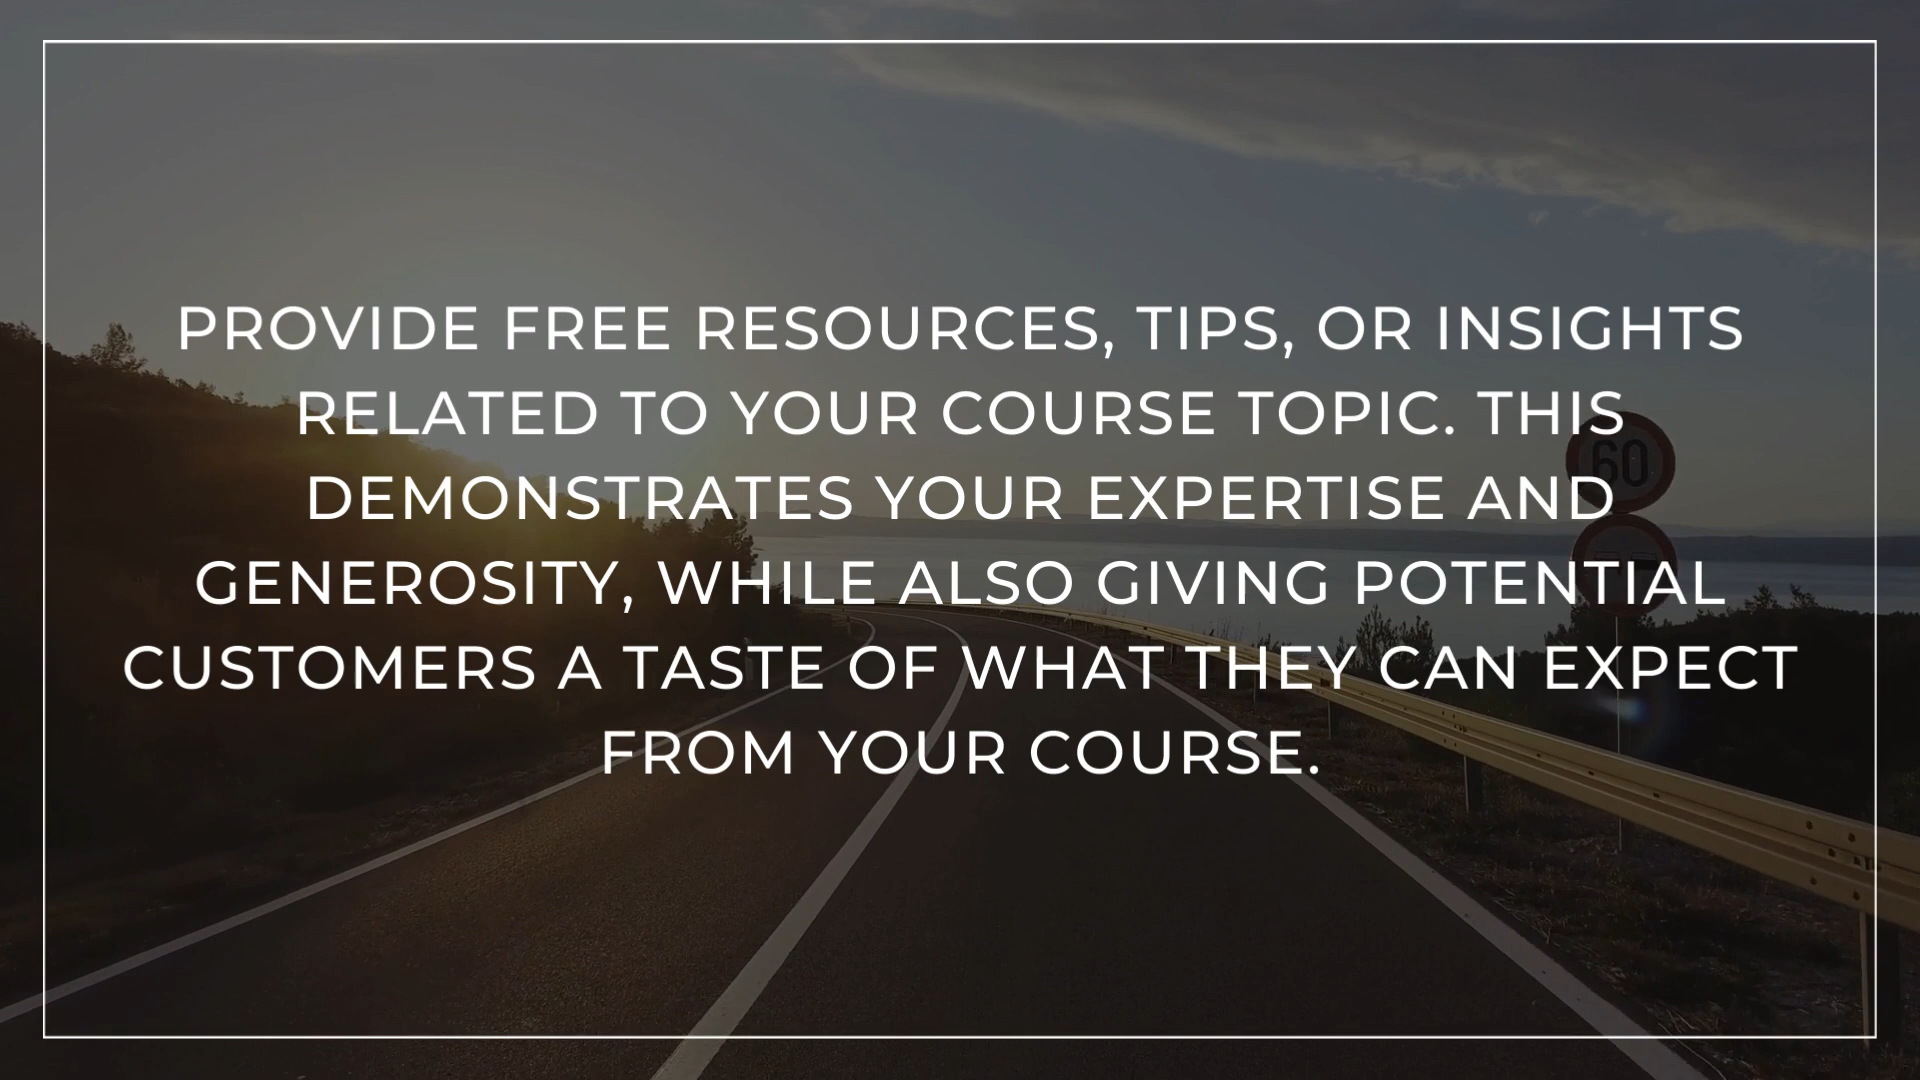 PROVIDE FREE RESOURCES, TIPS, OR INSIGHTS
RELATED TO YOUR COURSE TOPIC. THIS
DEMONSTRATES YOUR EXPERTISE AND
GENEROSITY, WHILE ALSO GIVING POTENTIAL
CUSTOMERS A TASTE OF WHAT THEY CAN EXPECT
FROM YOUR COURSE.
60